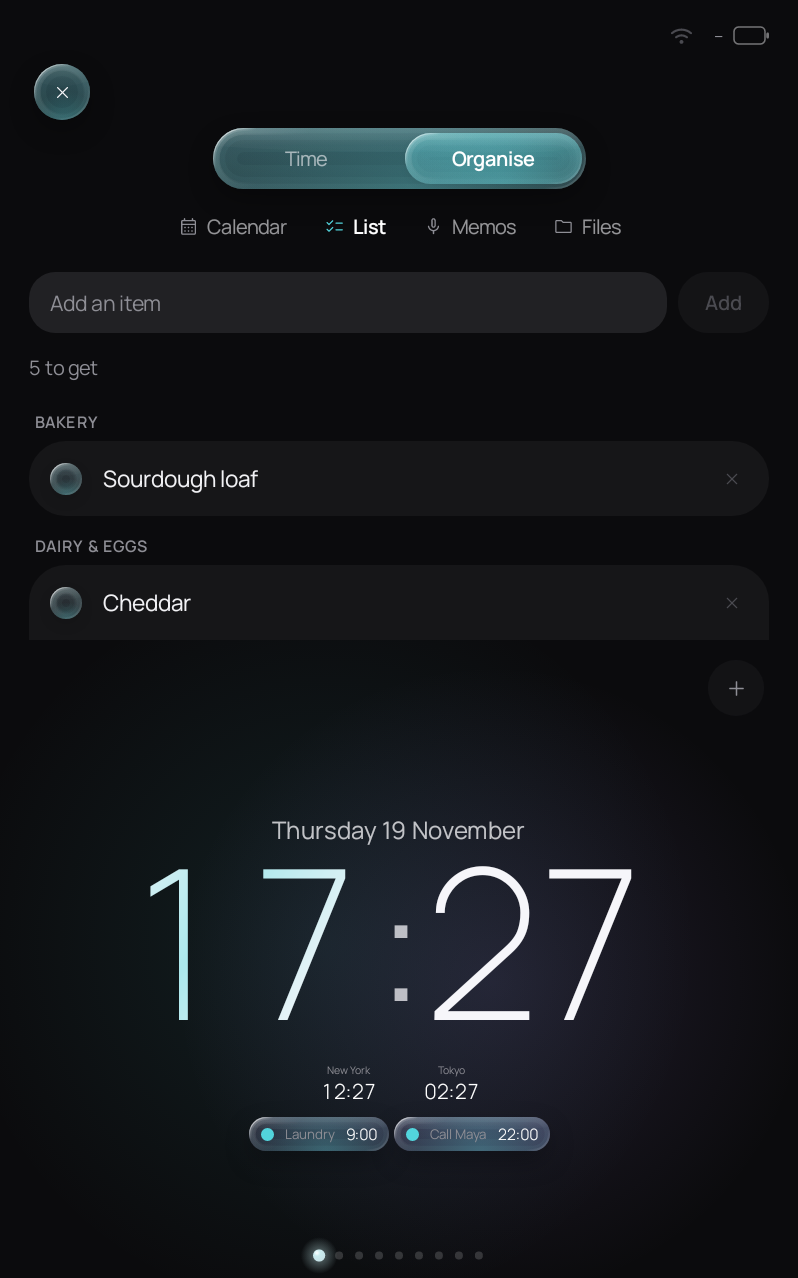 Time Organise
Calendar List Memos Files
Add an item Add
5 to get
BAKERY
Sourdough loaf
DAIRY & EGGS
Cheddar
Thursday 19 November
17:27
New York Tokyo
12:27 02:27
Laundry 9:00 Call Maya 22:00